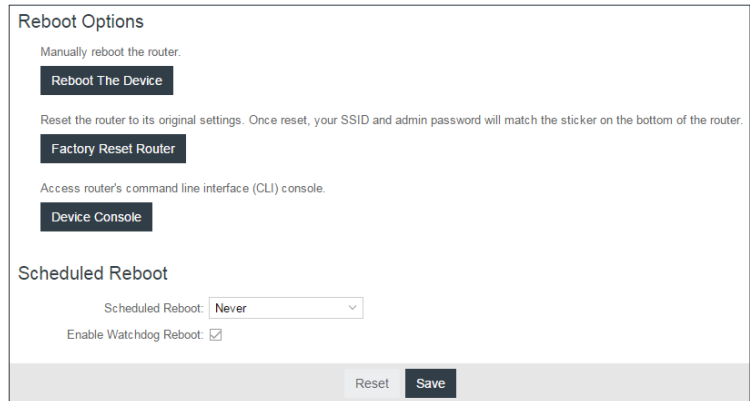 Reboot Options
Manually reboot the router.
Reboot The Device
Reset the router to its original settings. Once reset, your SSID and admin password will match the sticker on the bottom of the router.
Factory Reset Router
Access router's command line interface (CLI) console.
Device Console
Scheduled Reboot
Scheduled Reboot: Never
Enable Watchdog Reboot:
Reset Save